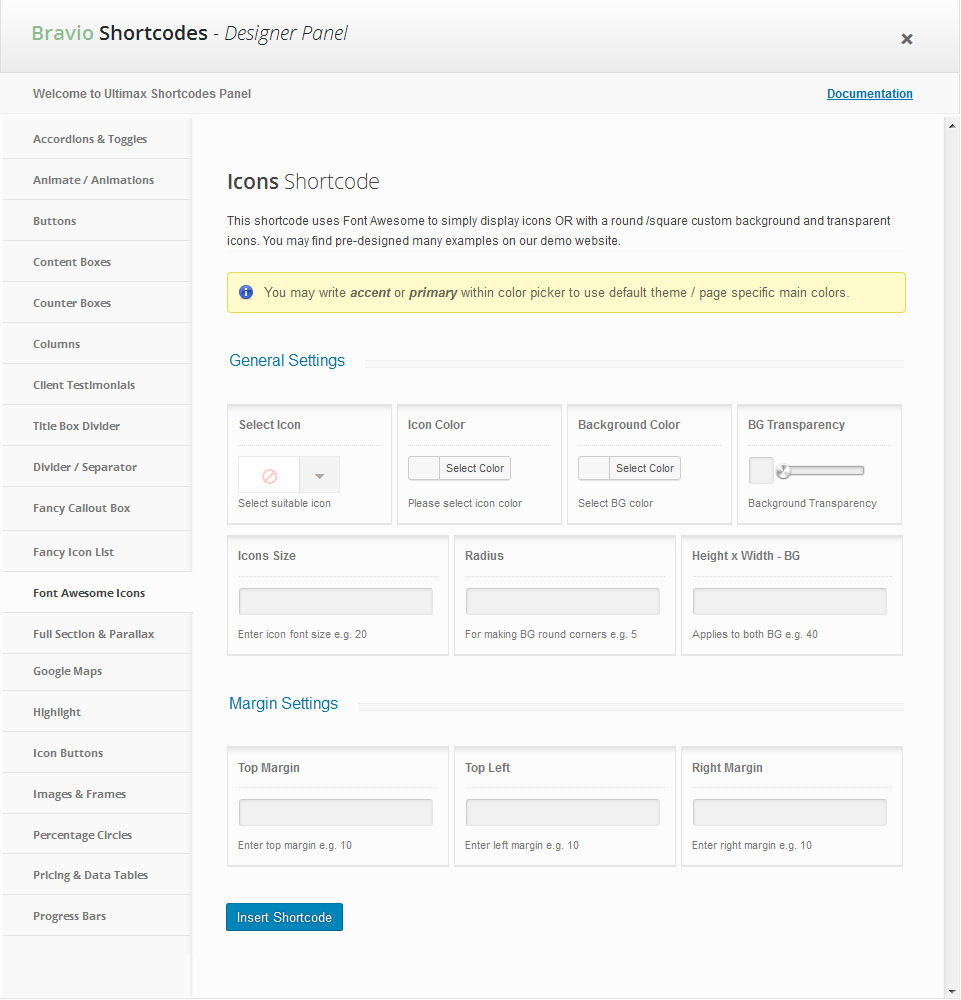 Bravio Shortcodes - Designer Panel
Welcome to Ultimax Shortcodes Panel
Documentation
Accordions & Toggles
Animate / Animations
Buttons
Content Boxes
Counter Boxes
Columns
Client Testimonials
Title Box Divider
Divider / Separator
Fancy Callout Box
Fancy Icon List
Font Awesome Icons
Full Section & Parallax
Google Maps
Highlight
Icon Buttons
Images & Frames
Percentage Circles
Pricing & Data Tables
Progress Bars
Icons Shortcode
This shortcode uses Font Awesome to simply display icons OR with a round /square custom background and transparent
icons. You may find pre-designed many examples on our demo website.
You may write accent or primary within color picker to use default theme / page specific main colors.
General Settings
Select Icon
Select suitable icon
Icon Color
Select Color
Please select icon color
Background Color
Select Color
Select BG color
BG Transparency
Background Transparency
Icons Size
Enter icon font size e.g. 20
Radius
For making BG round corners e.g. 5
Height x Width - BG
Applies to both BG e.g. 40
Margin Settings
Top Margin
Enter top margin e.g. 10
Top Left
Enter left margin e.g. 10
Right Margin
Enter right margin e.g. 10
Insert Shortcode